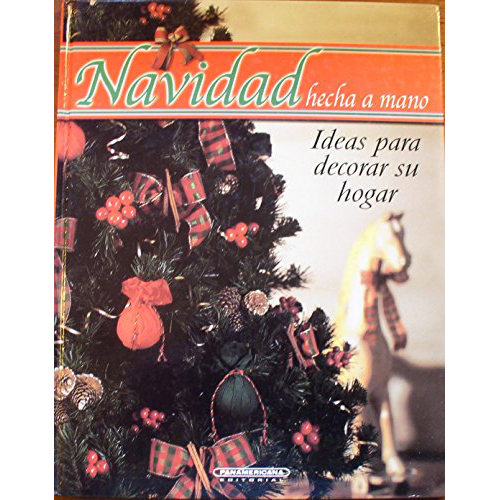 Navidad hecha a mano
Ideas para
decorar su
hogar
PANAMERICANA
EDITORIAL